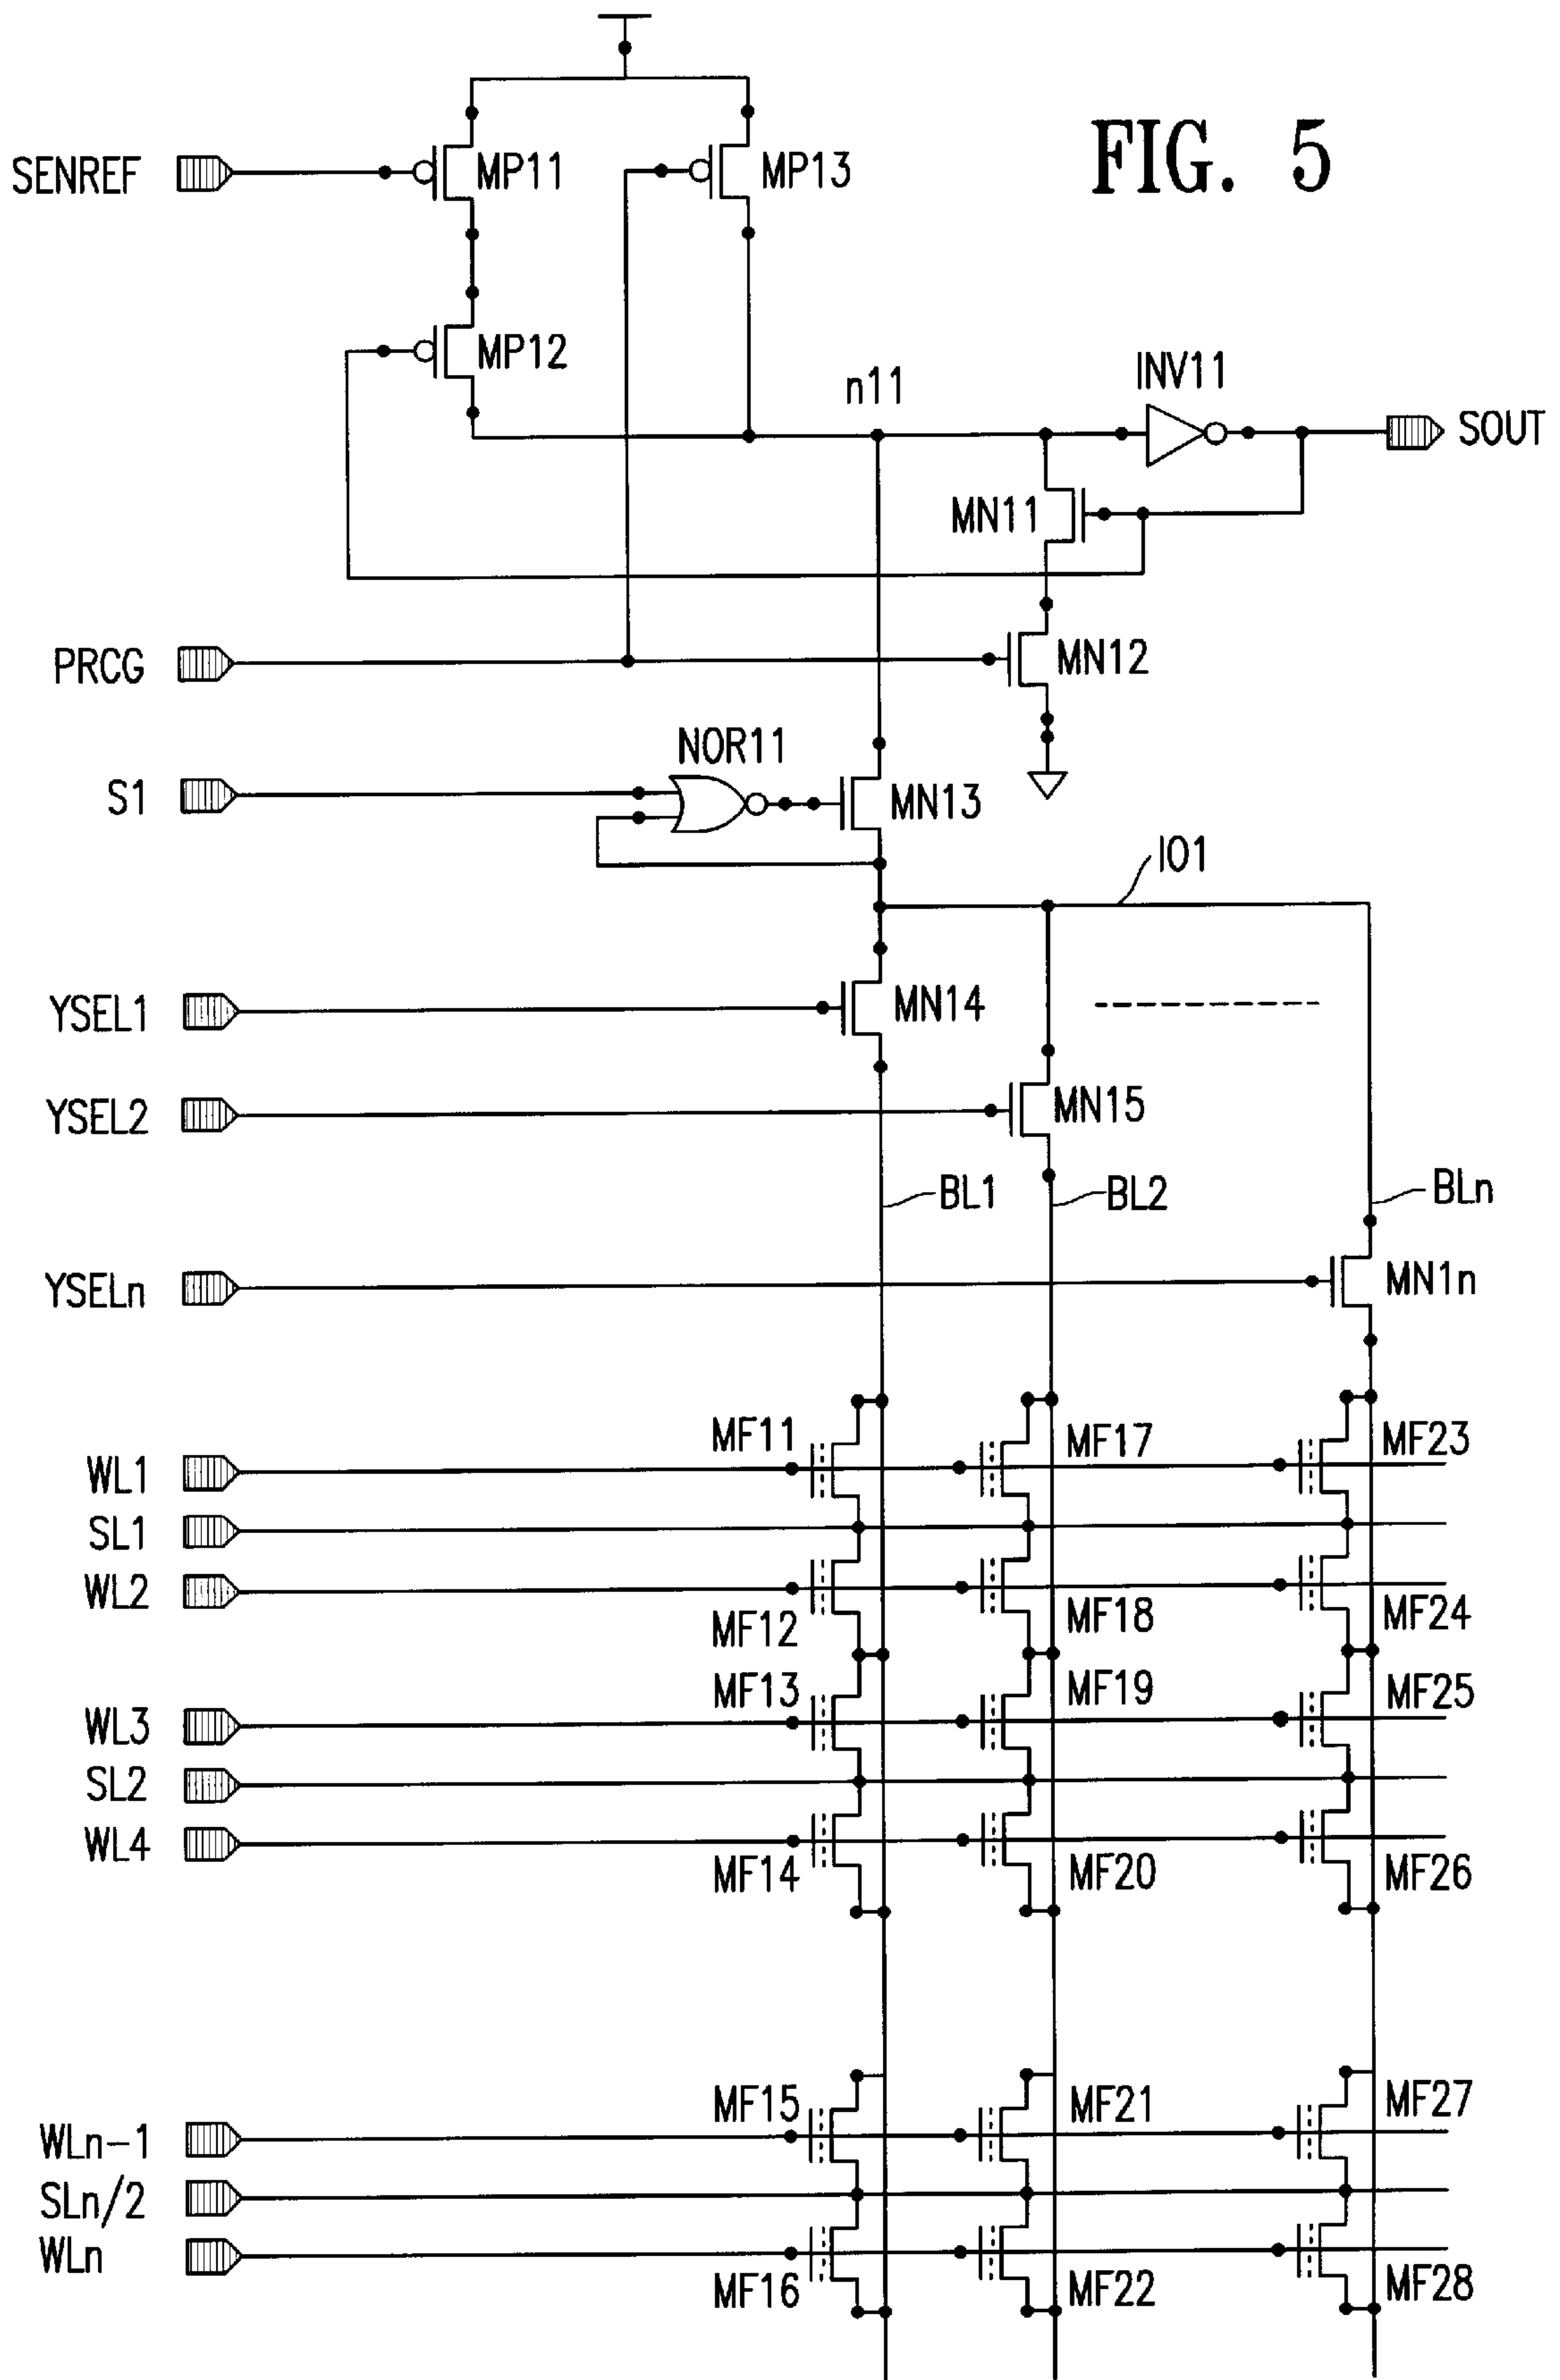 FIG. 5
SENREF
MP11
MP13
MP12
n11
INV11
SOUT
MN11
PRCG
MN12
NOR11
S1
MN13
IO1
YSEL1
MN14
YSEL2
MN15
BL1
BL2
BLn
YSELn
MN1n
MF11
MF17
MF23
WL1
SL1
WL2
MF12
MF18
MF24
MF13
MF19
MF25
WL3
SL2
WL4
MF14
MF20
MF26
MF15
MF21
MF27
WLn-1
SLn/2
WLn
MF16
MF22
MF28